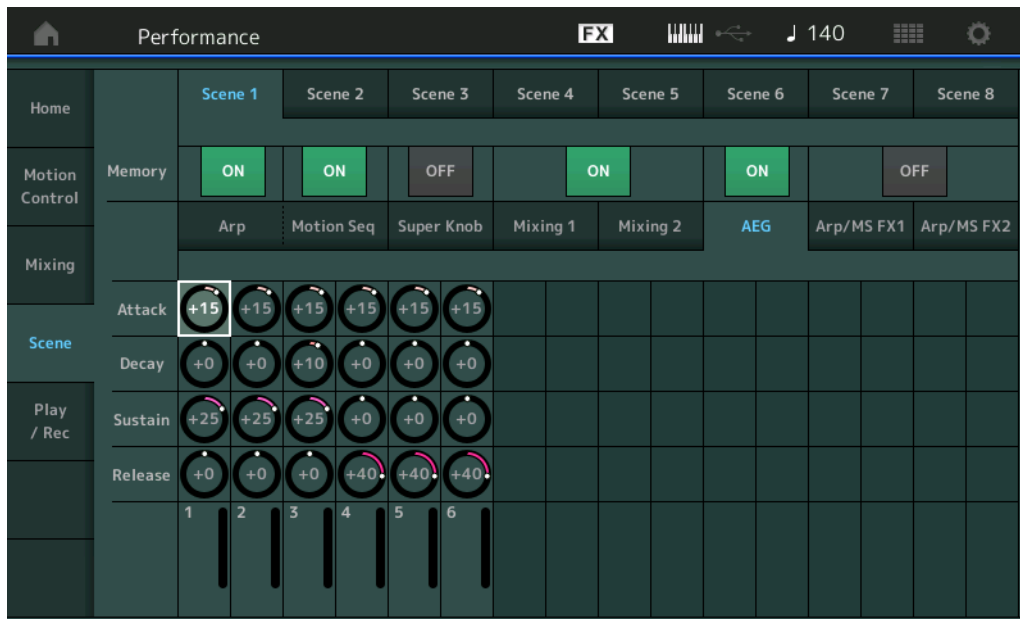 Performance FX 140
Home
Motion
Control
Mixing
Scene
Play
/ Rec
Scene 1 Scene 2 Scene 3 Scene 4 Scene 5 Scene 6 Scene 7 Scene 8
Memory ON ON OFF ON ON OFF
Arp Motion Seq Super Knob Mixing 1 Mixing 2 AEG Arp/MS FX1 Arp/MS FX2
Attack +15 +15 +15 +15 +15 +15
Decay +0 +0 +10 +0 +0 +0
Sustain +25 +25 +25 +0 +0 +0
Release +0 +0 +0 +40 +40 +40
1 2 3 4 5 6